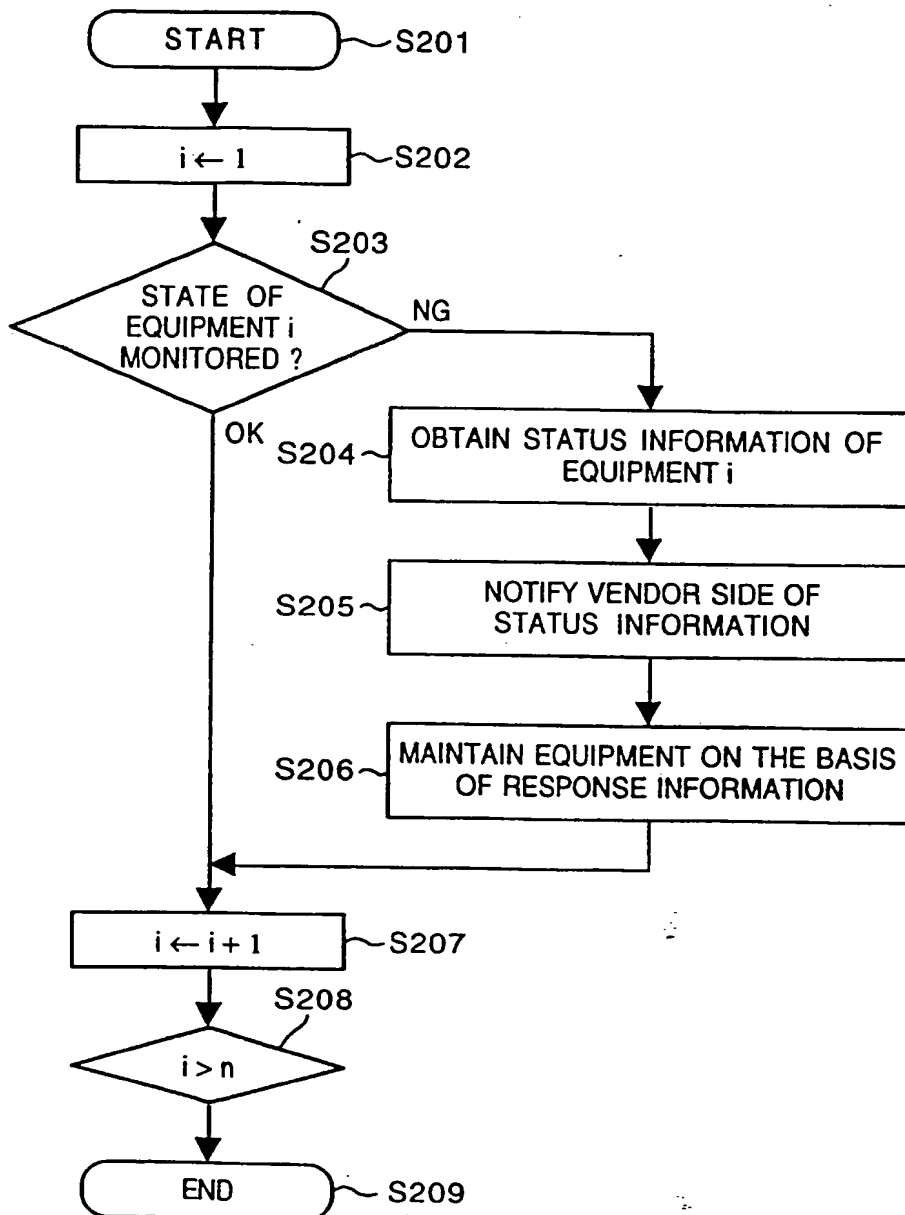 START
S201
i ← 1
S202
S203
STATE OF
EQUIPMENT i
MONITORED ?
NG
OK
S204
OBTAIN STATUS INFORMATION OF
EQUIPMENT i
S205
NOTIFY VENDOR SIDE OF
STATUS INFORMATION
S206
MAINTAIN EQUIPMENT ON THE BASIS
OF RESPONSE INFORMATION
i ← i + 1
S207
S208
i > n
END
S209